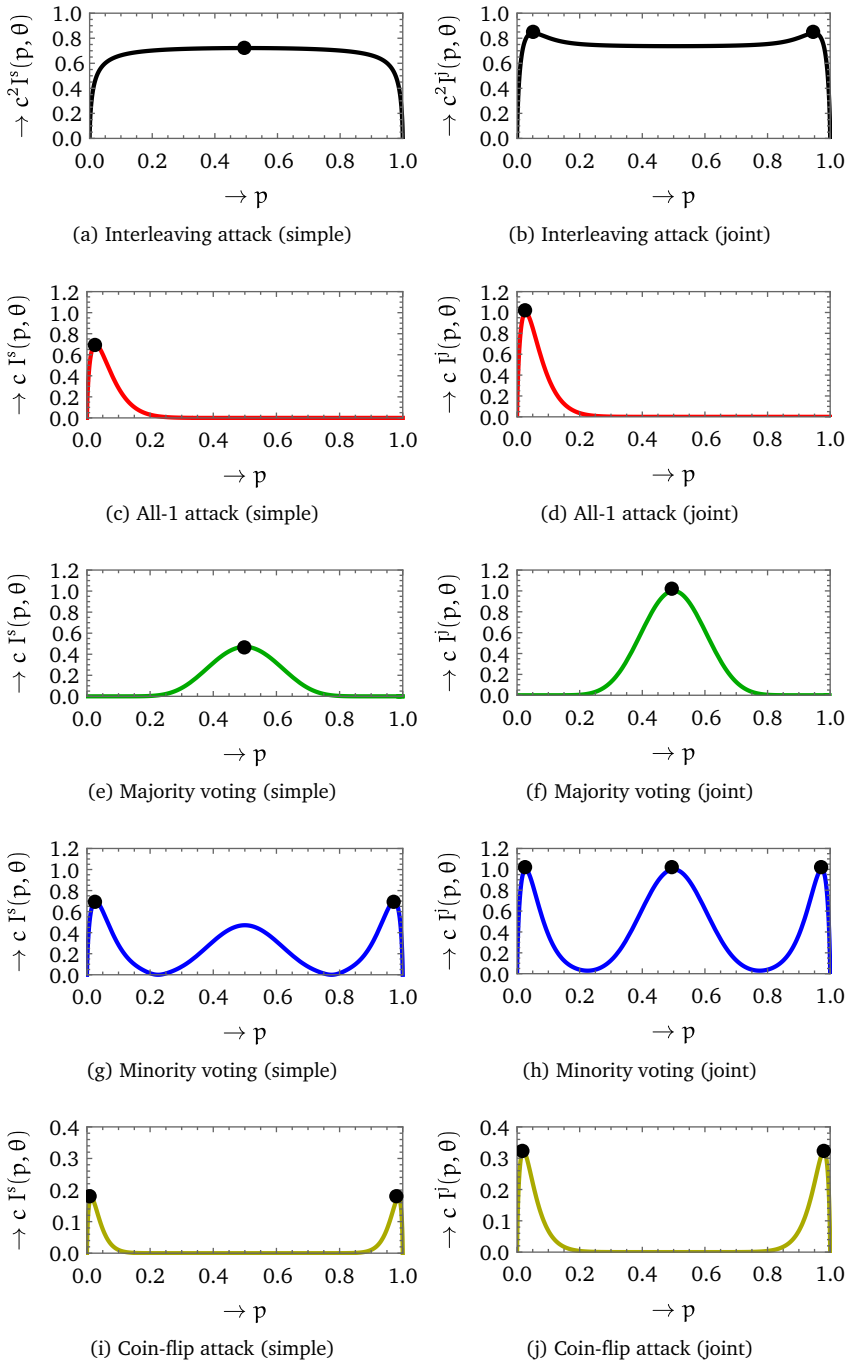 → c²Iˢ(p, θ)
1.0
0.8
0.6
0.4
0.2
0.0
0.0 0.2 0.4 0.6 0.8 1.0
→ p
(a) Interleaving attack (simple)
→ c²Iʲ(p, θ)
1.0
0.8
0.6
0.4
0.2
0.0
0.0 0.2 0.4 0.6 0.8 1.0
→ p
(b) Interleaving attack (joint)
→ c Iˢ(p, θ)
1.2
1.0
0.8
0.6
0.4
0.2
0.0
0.0 0.2 0.4 0.6 0.8 1.0
→ p
(c) All-1 attack (simple)
→ c Iʲ(p, θ)
1.2
1.0
0.8
0.6
0.4
0.2
0.0
0.0 0.2 0.4 0.6 0.8 1.0
→ p
(d) All-1 attack (joint)
→ c Iˢ(p, θ)
1.2
1.0
0.8
0.6
0.4
0.2
0.0
0.0 0.2 0.4 0.6 0.8 1.0
→ p
(e) Majority voting (simple)
→ c Iʲ(p, θ)
1.2
1.0
0.8
0.6
0.4
0.2
0.0
0.0 0.2 0.4 0.6 0.8 1.0
→ p
(f) Majority voting (joint)
→ c Iˢ(p, θ)
1.2
1.0
0.8
0.6
0.4
0.2
0.0
0.0 0.2 0.4 0.6 0.8 1.0
→ p
(g) Minority voting (simple)
→ c Iʲ(p, θ)
1.2
1.0
0.8
0.6
0.4
0.2
0.0
0.0 0.2 0.4 0.6 0.8 1.0
→ p
(h) Minority voting (joint)
→ c Iˢ(p, θ)
0.4
0.3
0.2
0.1
0.0
0.0 0.2 0.4 0.6 0.8 1.0
→ p
(i) Coin-flip attack (simple)
→ c Iʲ(p, θ)
0.4
0.3
0.2
0.1
0.0
0.0 0.2 0.4 0.6 0.8 1.0
→ p
(j) Coin-flip attack (joint)